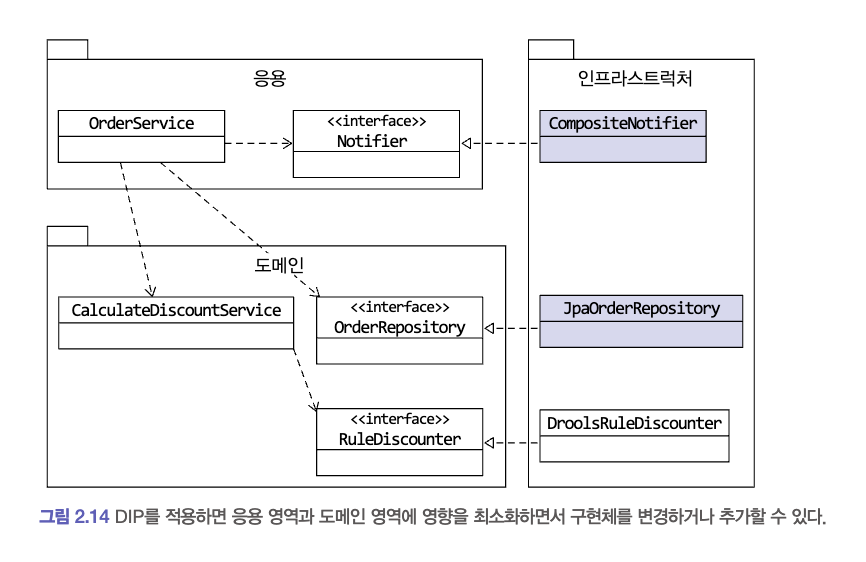 응용
인프라스트럭처
OrderService
<<interface>>
Notifier
CompositeNotifier
도메인
CalculateDiscountService
<<interface>>
OrderRepository
JpaOrderRepository
<<interface>>
RuleDiscounter
DroolsRuleDiscounter
그림 2.14 DIP를 적용하면 응용 영역과 도메인 영역에 영향을 최소화하면서 구현체를 변경하거나 추가할 수 있다.